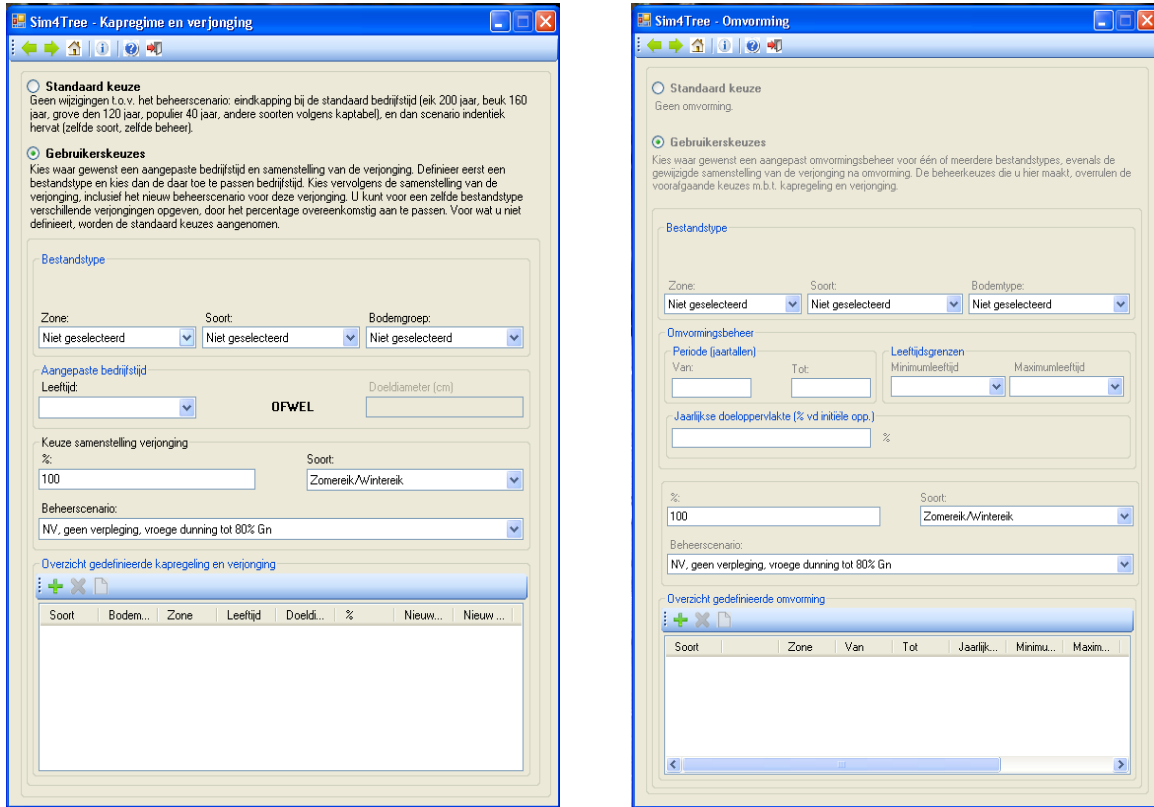 Sim4Tree - Kapregime en verjonging
Standaard keuze
Geen wijzigingen t.o.v. het beheerscenario: eindkapping bij de standaard bedrijfstijd (eik 200 jaar, beuk 160
jaar, grove den 120 jaar, populier 40 jaar, andere soorten volgens kaptabel), en dan scenario indentiek
hervat (zelfde soort, zelfde beheer).
Gebruikerskeuzes
Kies waar gewenst een aangepaste bedrijfstijd en samenstelling van de verjonging. Definieer eerst een
bestandstype en kies dan de daar toe te passen bedrijfstijd. Kies vervolgens de samenstelling van de
verjonging, inclusief het nieuw beheerscenario voor deze verjonging. U kunt voor een zelfde bestandstype
verschillende verjongingen opgeven, door het percentage overeenkomstig aan te passen. Voor wat u niet
definieert, worden de standaard keuzes aangenomen.
Bestandstype
Zone: Soort: Bodemgroep:
Niet geselecteerd Niet geselecteerd Niet geselecteerd
Aangepaste bedrijfstijd
Leeftijd: Doeldiameter (cm)
OFWEL
Keuze samenstelling verjonging
%: Soort:
100 Zomereik/Wintereik
Beheerscenario:
NV, geen verpleging, vroege dunning tot 80% Gn
Overzicht gedefinieerde kapregeling en verjonging
Soort Bodem... Zone Leeftijd Doeldi... % Nieuw... Nieuw ...
Sim4Tree - Omvorming
Standaard keuze
Geen omvorming.
Gebruikerskeuzes
Kies waar gewenst een aangepast omvormingsbeheer voor één of meerdere bestandstypes, evenals de
gewijzigde samenstelling van de verjonging na omvorming. De beheerkeuzes die u hier maakt, overrulen de
voorafgaande keuzes m.b.t. kapregeling en verjonging.
Bestandstype
Zone: Soort: Bodemtype:
Niet geselecteerd Niet geselecteerd Niet geselecteerd
Omvormingsbeheer
Periode (jaartallen) Leeftijdsgrenzen
Van: Tot: Minimumleeftijd Maximumleeftijd
Jaarlijkse doeloppervlakte (% vd initiële opp.)
%
%: Soort:
100 Zomereik/Wintereik
Beheerscenario:
NV, geen verpleging, vroege dunning tot 80% Gn
Overzicht gedefinieerde omvorming
Soort Zone Van Tot Jaarlijk... Minimu... Maxim...